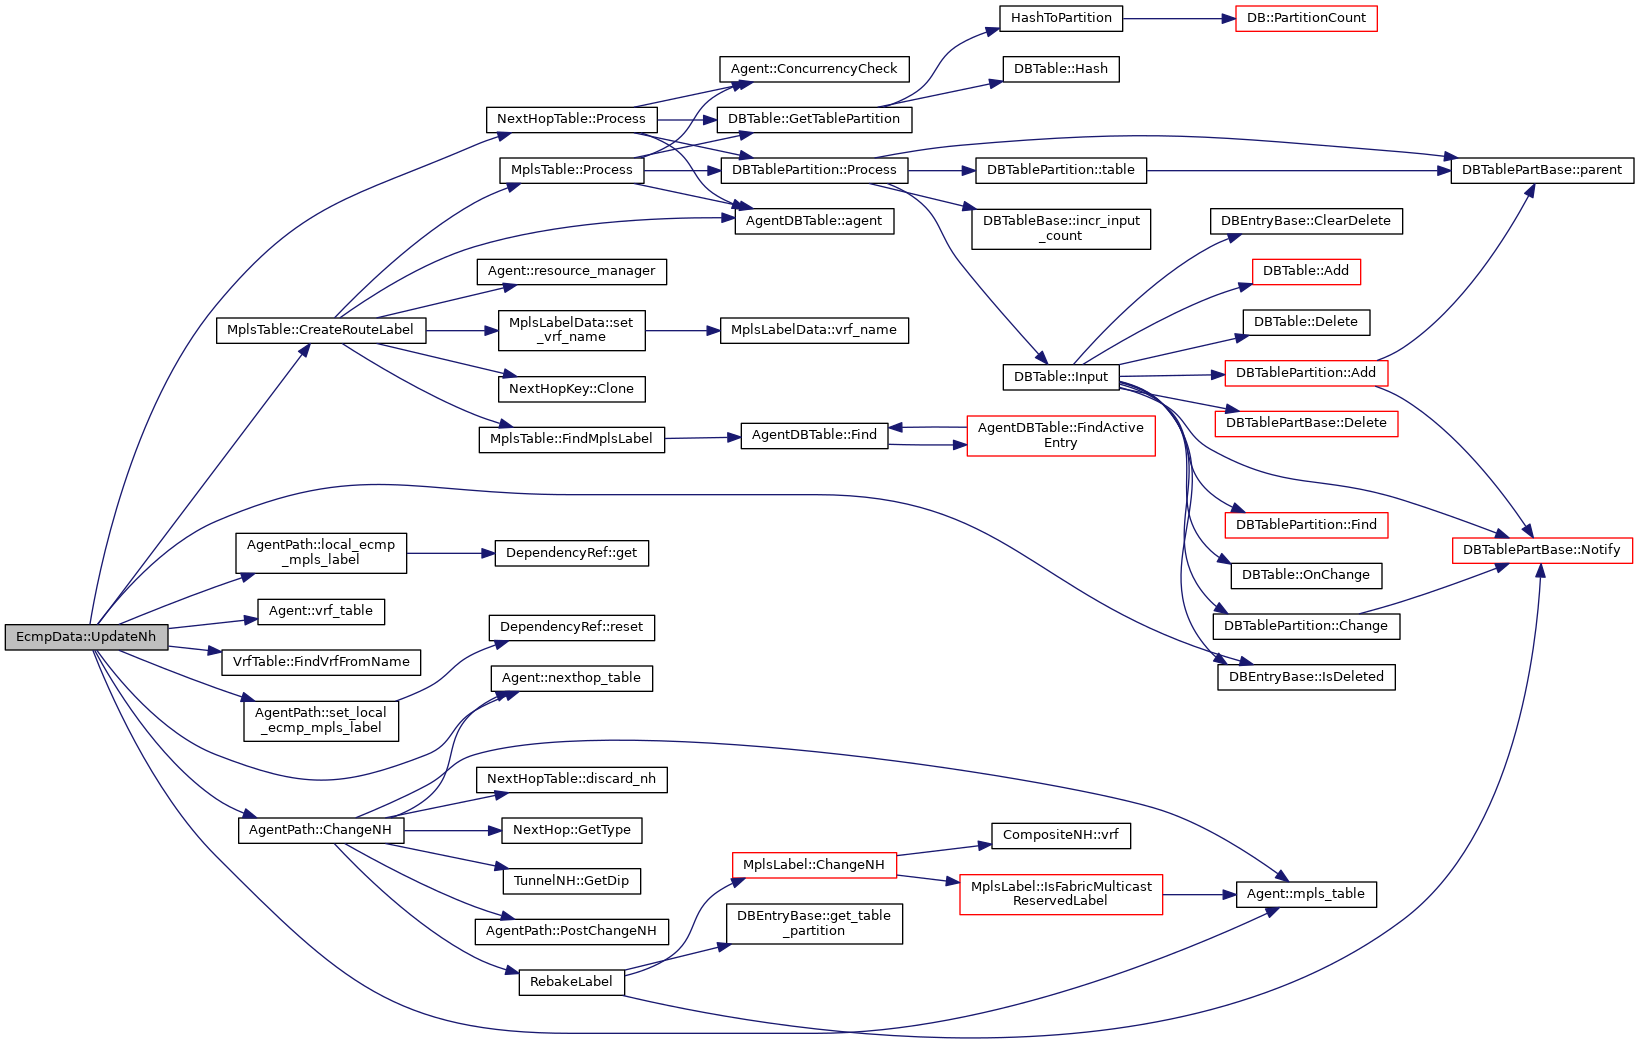 HashToPartition
DB::PartitionCount
Agent::ConcurrencyCheck
DBTable::Hash
NextHopTable::Process
DBTable::GetTablePartition
MplsTable::Process
DBTablePartition::Process
DBTablePartition::table
DBTablePartBase::parent
AgentDBTable::agent
DBTableBase::incr_input
_count
DBEntryBase::ClearDelete
Agent::resource_manager
DBTable::Add
MplsTable::CreateRouteLabel
MplsLabelData::set
_vrf_name
MplsLabelData::vrf_name
DBTable::Delete
NextHopKey::Clone
DBTable::Input
DBTablePartition::Add
MplsTable::FindMplsLabel
AgentDBTable::Find
AgentDBTable::FindActive
Entry
DBTablePartBase::Delete
DBTablePartition::Find
AgentPath::local_ecmp
_mpls_label
DependencyRef::get
DBTablePartBase::Notify
DBTable::OnChange
Agent::vrf_table
DependencyRef::reset
DBTablePartition::Change
EcmpData::UpdateNh
VrfTable::FindVrfFromName
Agent::nexthop_table
DBEntryBase::IsDeleted
AgentPath::set_local
_ecmp_mpls_label
NextHopTable::discard_nh
AgentPath::ChangeNH
NextHop::GetType
CompositeNH::vrf
MplsLabel::ChangeNH
TunnelNH::GetDip
MplsLabel::IsFabricMulticast
ReservedLabel
Agent::mpls_table
AgentPath::PostChangeNH
DBEntryBase::get_table
_partition
RebakeLabel